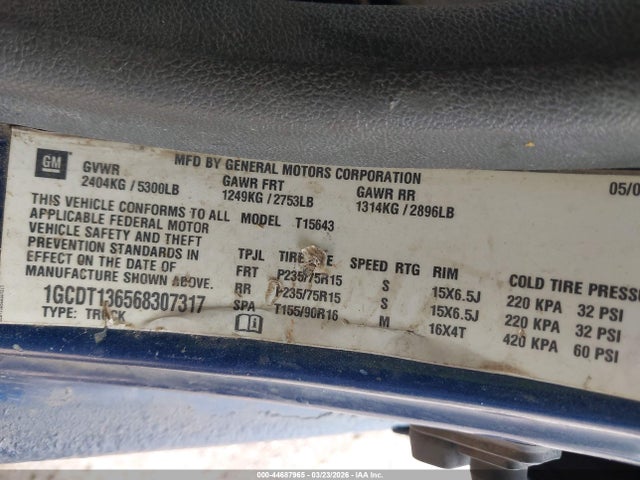 GM
MFD BY GENERAL MOTORS CORPORATION
05/0
GVWR GAWR FRT GAWR RR
2404KG / 5300LB 1249KG / 2753LB 1314KG / 2896LB
THIS VEHICLE CONFORMS TO ALL MODEL T15643
APPLICABLE FEDERAL MOTOR
VEHICLE SAFETY AND THEFT
PREVENTION STANDARDS IN
EFFECT ON THE DATE OF
MANUFACTURE SHOWN ABOVE.
1GCDT136568307317
TYPE: TRUCK
TPJL SPEED RTG RIM COLD TIRE PRESSU
FRT P235/75R15 S 15X6.5J 220 KPA 32 PSI
RR P235/75R15 S 15X6.5J 220 KPA 32 PSI
SPA T155/90R16 M 16X4T 420 KPA 60 PSI
000-44687965 - 03/23/2026 - IAA Inc.